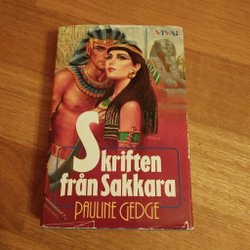 VIVA!
Skriften
från Sakkara
PAULINE GEDGE